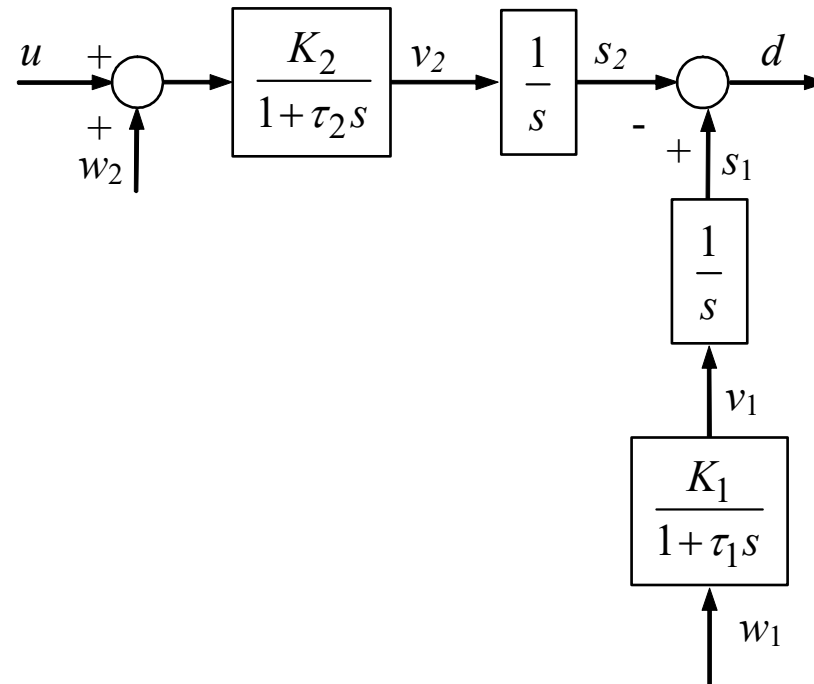 u + + w₂
K₂
1+τ₂s
v₂
1
s
s₂ - + d
s₁
1
s
v₁
K₁
1+τ₁s
w₁